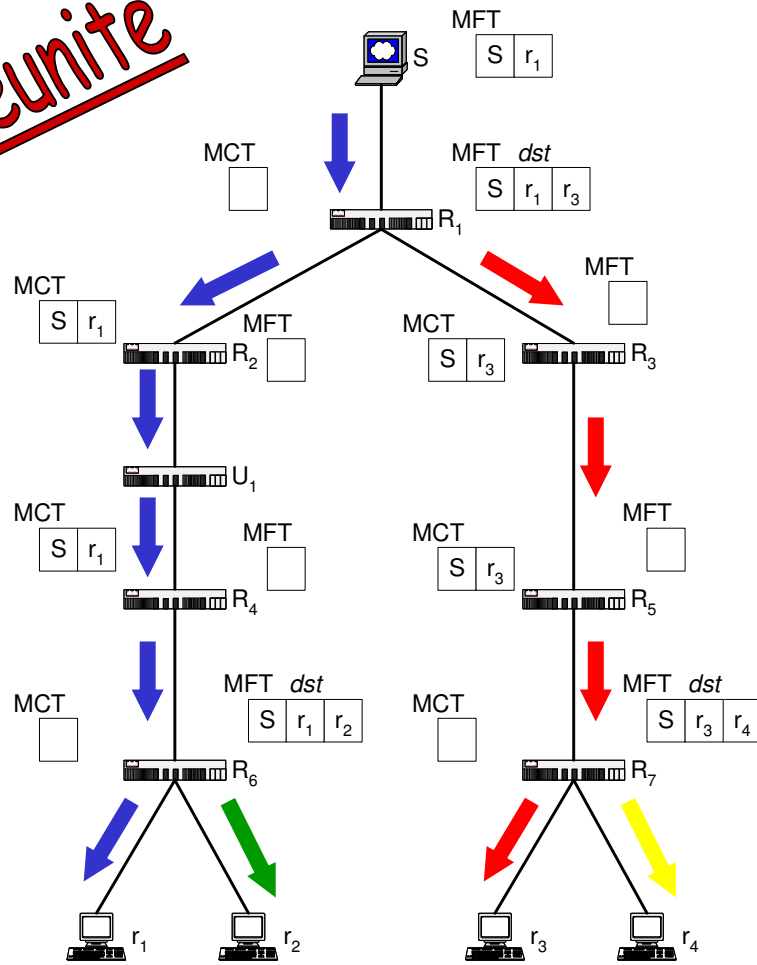 MFT
S r₁
S
MCT
MFT dst
S r₁ r₃
R₁
MFT
MCT
S r₁
MFT
R₂
MCT
S r₃
R₃
U₁
MCT
S r₁
MFT
R₄
MCT
S r₃
MFT
R₅
MCT
MFT dst
S r₁ r₂
R₆
MCT
MFT dst
S r₃ r₄
R₇
r₁
r₂
r₃
r₄